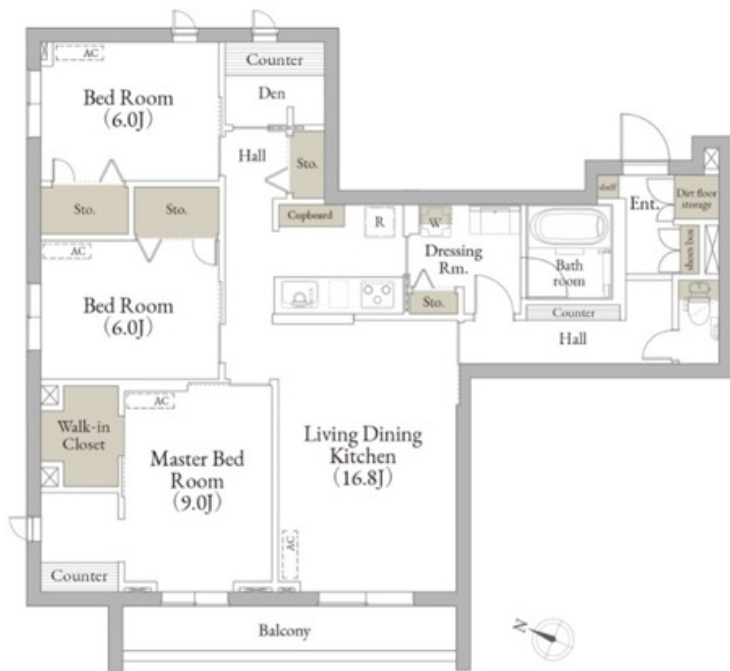 AC
Counter
Den
Bed Room
(6.0J)
Hall
Sto.
Sto.
Sto.
Cupboard
R
W
Dressing
Rm.
Sto.
Bath
room
Counter
Hall
shelf
Ent.
Dirt floor
storage
shoes box
AC
Bed Room
(6.0J)
Walk-in
Closet
AC
Master Bed
Room
(9.0J)
Living Dining
Kitchen
(16.8J)
AC
Counter
Balcony
N